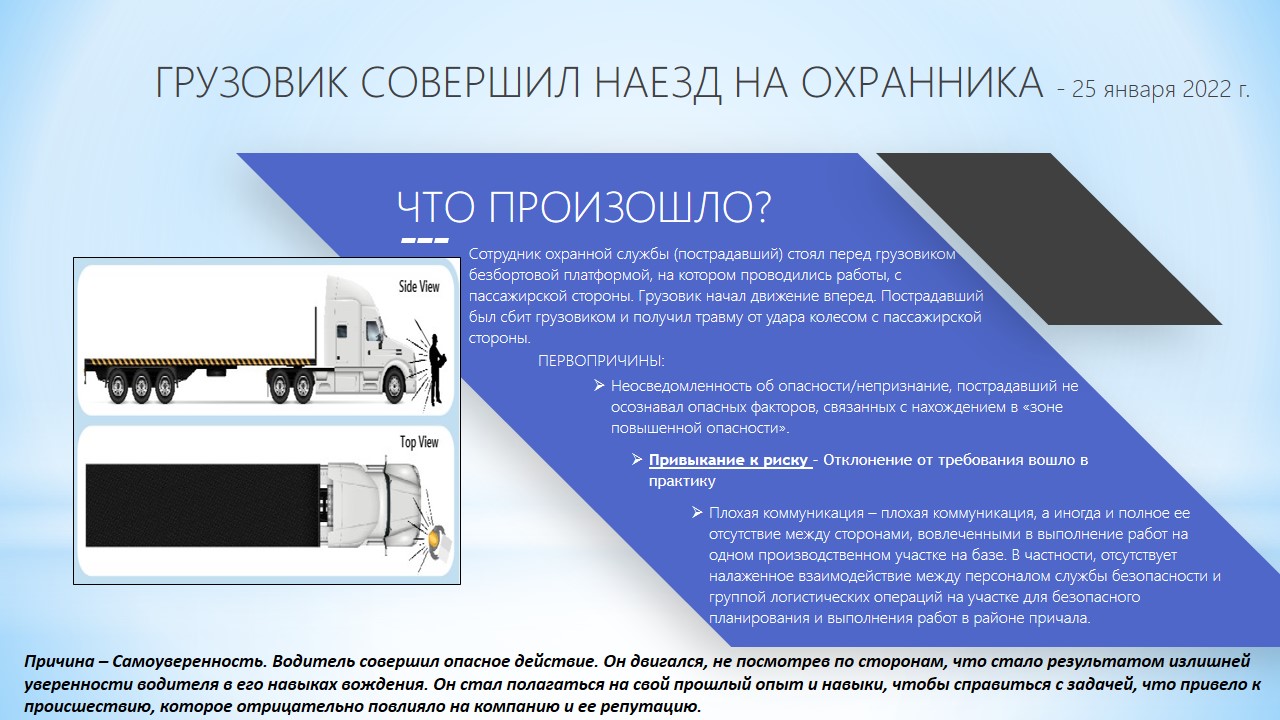 ГРУЗОВИК СОВЕРШИЛ НАЕЗД НА ОХРАННИКА - 25 января 2022 г.
ЧТО ПРОИЗОШЛО?
Сотрудник охранной службы (пострадавший) стоял перед грузовиком
безбортовой платформой, на котором проводились работы, с
пассажирской стороны. Грузовик начал движение вперед. Пострадавший
был сбит грузовиком и получил травму от удара колесом с пассажирской
стороны.
Side View
Top View
ПЕРВОПРИЧИНЫ:
➢ Неосведомленность об опасности/непризнание, пострадавший не
осознавал опасных факторов, связанных с нахождением в «зоне
повышенной опасности».
➢ Привыкание к риску - Отклонение от требования вошло в
практику
➢ Плохая коммуникация – плохая коммуникация, а иногда и полное ее
отсутствие между сторонами, вовлеченными в выполнение работ на
одном производственном участке на базе. В частности, отсутствует
налаженное взаимодействие между персоналом службы безопасности и
группой логистических операций на участке для безопасного
планирования и выполнения работ в районе причала.
Причина – Самоуверенность. Водитель совершил опасное действие. Он двигался, не посмотрев по сторонам, что стало результатом излишней
уверенности водителя в его навыках вождения. Он стал полагаться на свой прошлый опыт и навыки, чтобы справиться с задачей, что привело к
происшествию, которое отрицательно повлияло на компанию и ее репутацию.